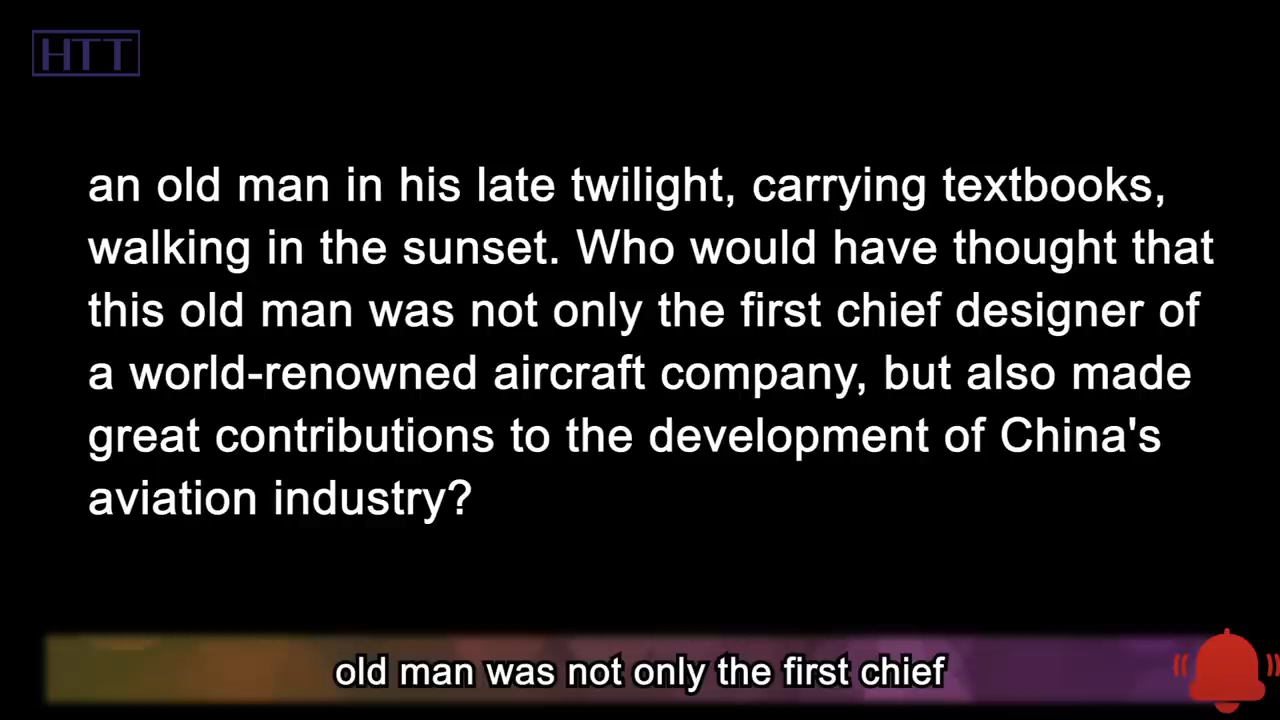 HTT
an old man in his late twilight, carrying textbooks,
walking in the sunset. Who would have thought that
this old man was not only the first chief designer of
a world-renowned aircraft company, but also made
great contributions to the development of China's
aviation industry?
old man was not only the first chief